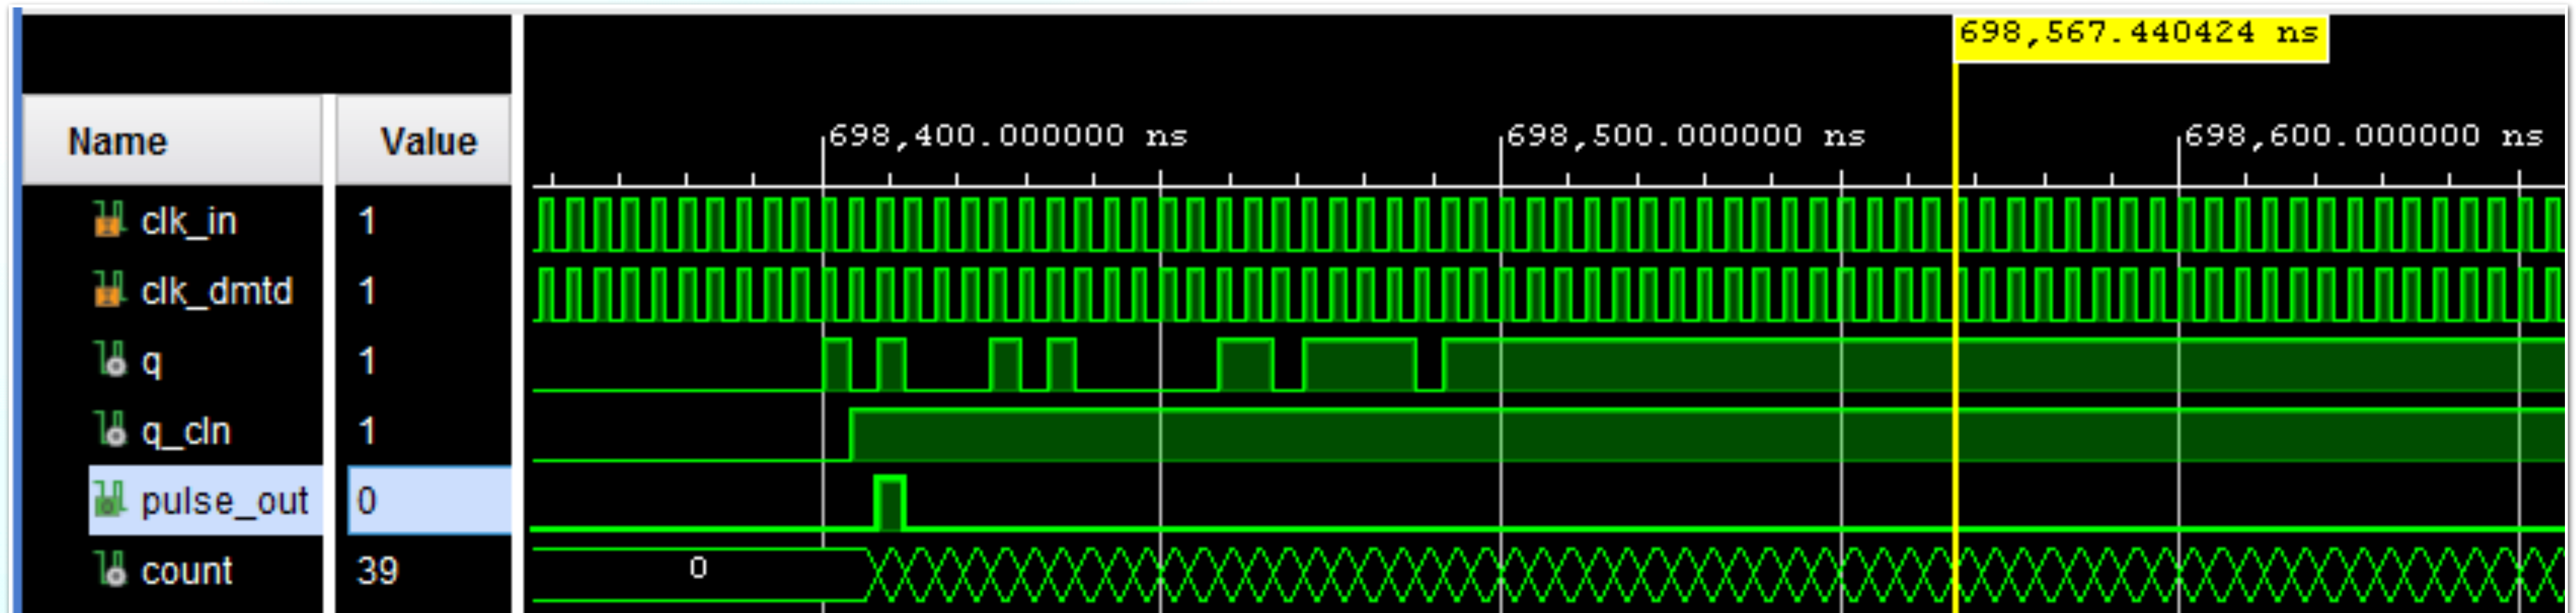 698,567.440424 ns
Name Value 698,400.000000 ns 698,500.000000 ns 698,600.000000 ns
clk_in 1
clk_dmtd 1
q 1
q_cln 1
pulse_out 0
count 39 0